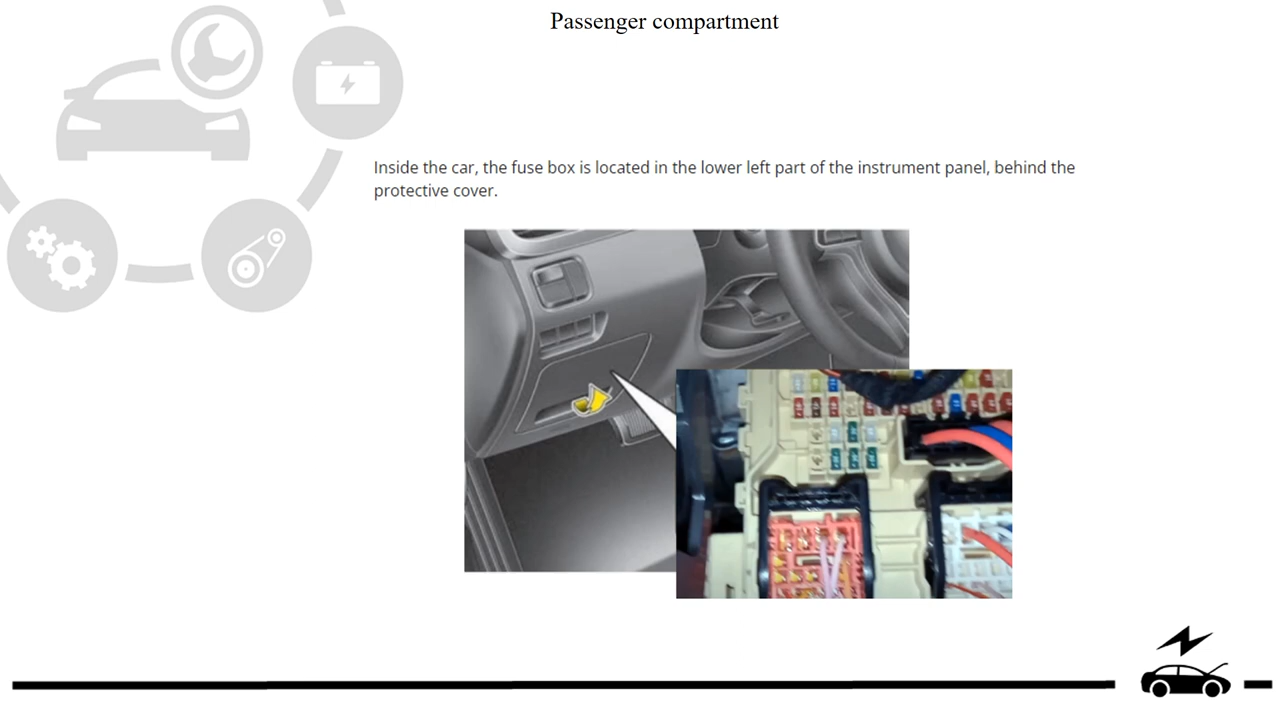 Passenger compartment
Inside the car, the fuse box is located in the lower left part of the instrument panel, behind the
protective cover.